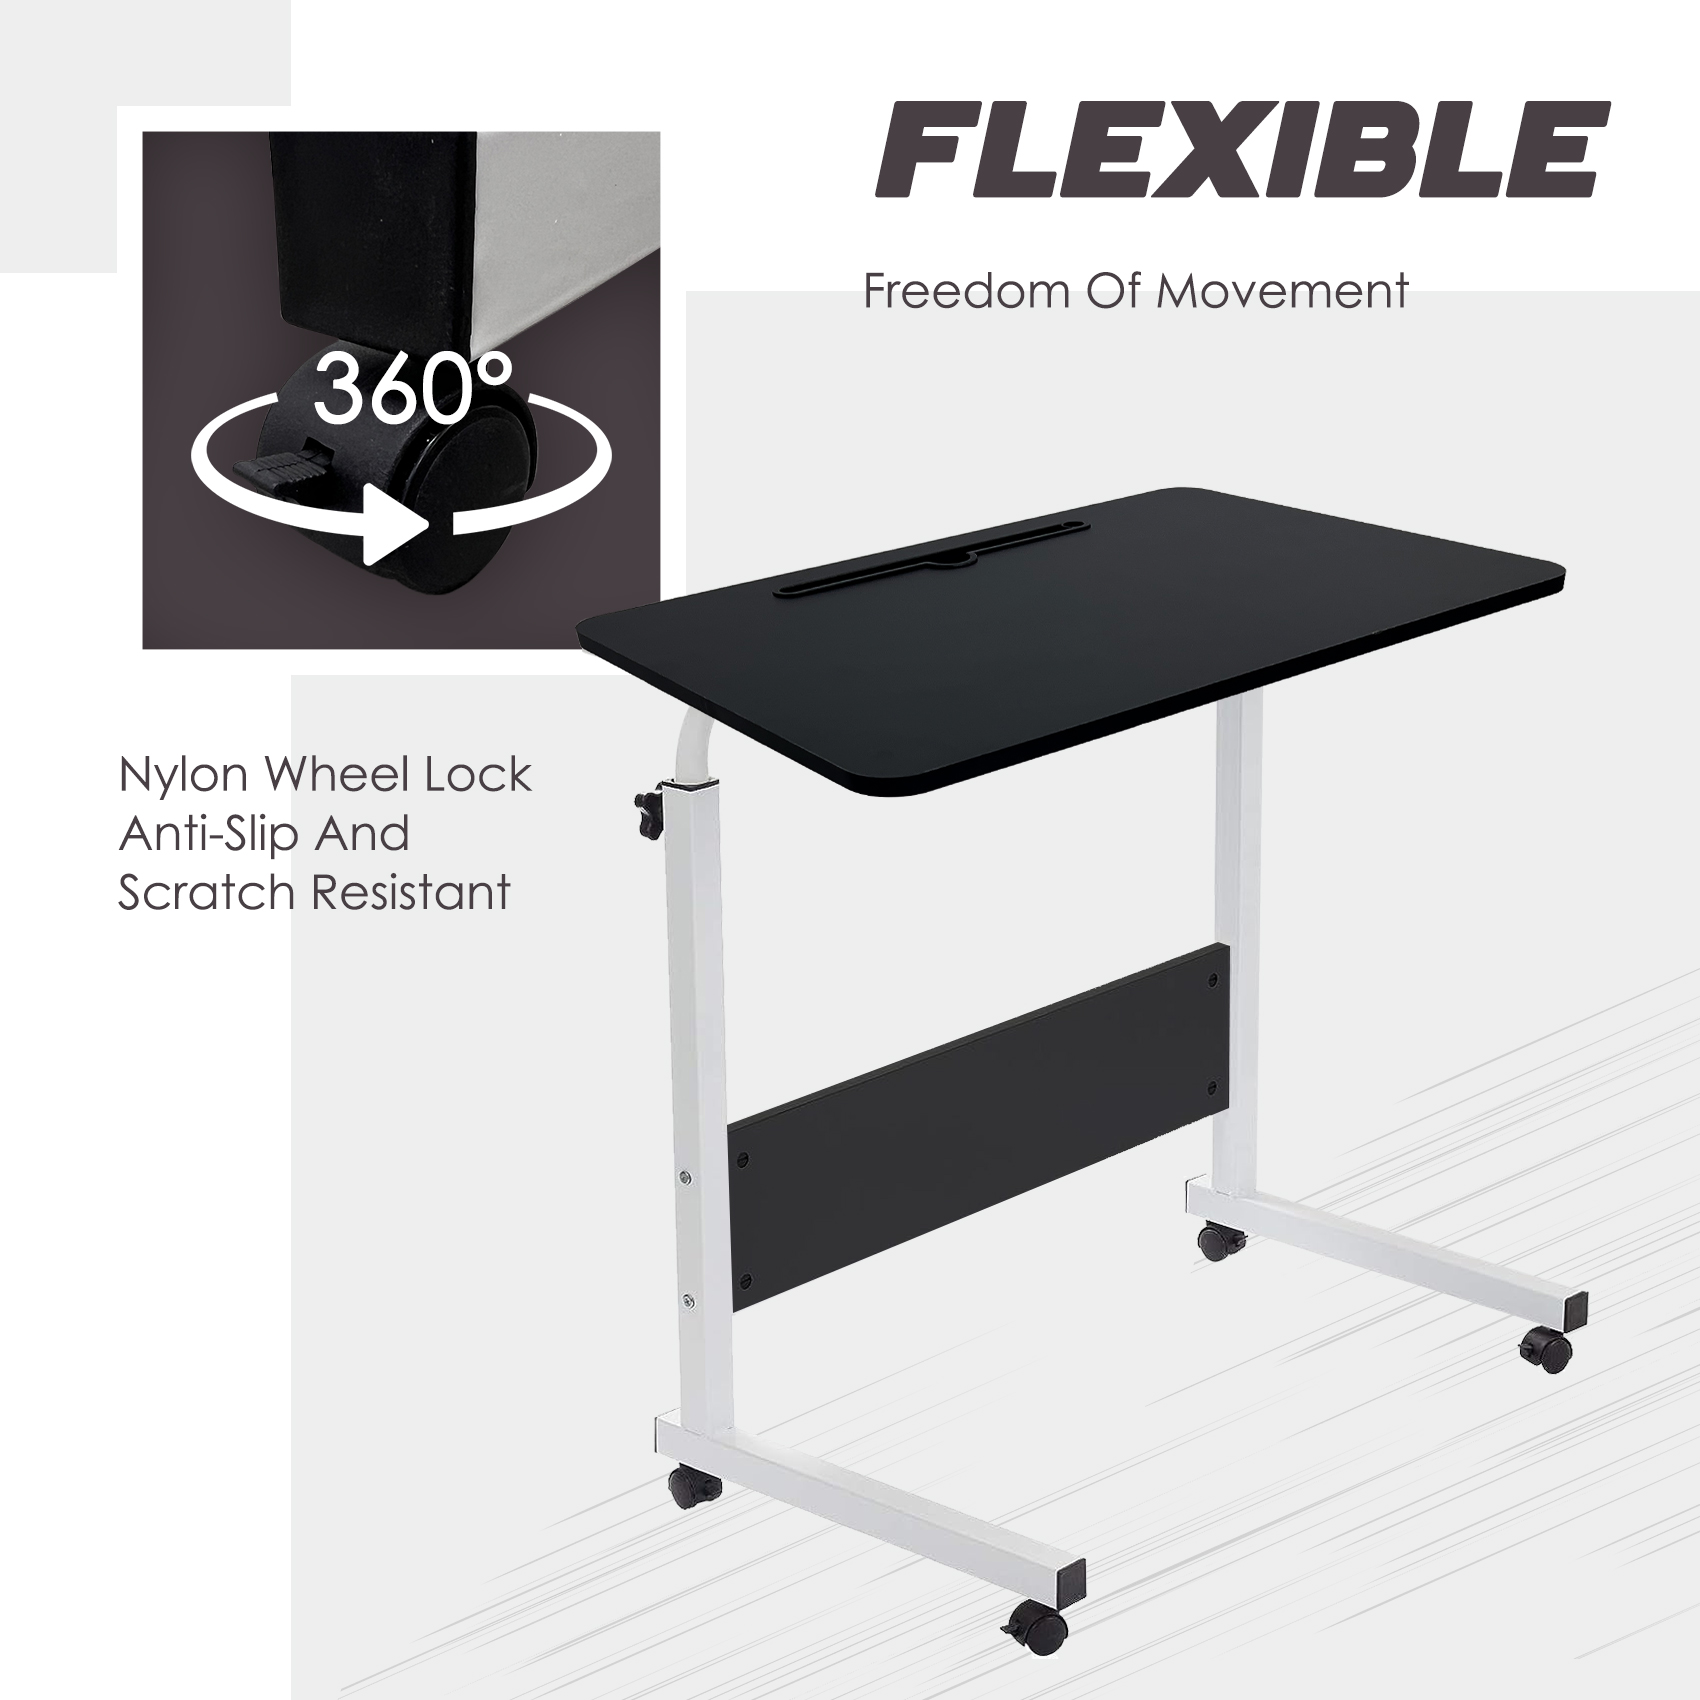 FLEXIBLE
Freedom Of Movement
360°
Nylon Wheel Lock
Anti-Slip And
Scratch Resistant